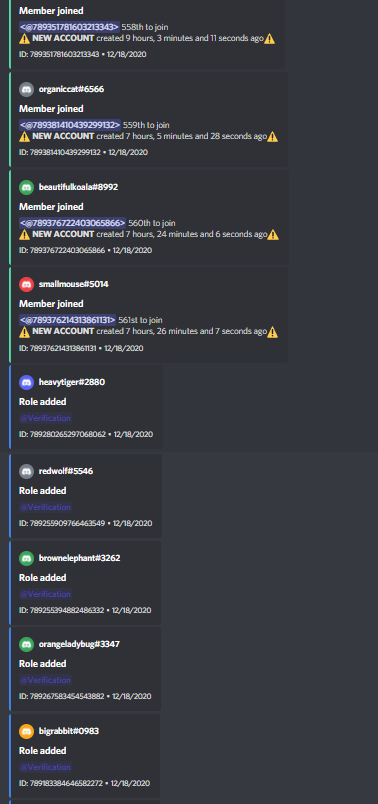 Member joined
<@789351781603213343> 558th to join
⚠ NEW ACCOUNT created 9 hours, 3 minutes and 11 seconds ago⚠
ID: 789351781603213343 • 12/18/2020
organiccat#6566
Member joined
<@789381410439299132> 559th to join
⚠ NEW ACCOUNT created 7 hours, 5 minutes and 28 seconds ago⚠
ID: 789381410439299132 • 12/18/2020
beautifulkoala#8992
Member joined
<@789376722403065866> 560th to join
⚠ NEW ACCOUNT created 7 hours, 24 minutes and 6 seconds ago⚠
ID: 789376722403065866 • 12/18/2020
smallmouse#5014
Member joined
<@789376214313861131> 561st to join
⚠ NEW ACCOUNT created 7 hours, 26 minutes and 7 seconds ago⚠
ID: 789376214313861131 • 12/18/2020
heavytiger#2880
Role added
@Verification
ID: 789280265297068062 • 12/18/2020
redwolf#5546
Role added
@Verification
ID: 789255909766463549 • 12/18/2020
brownelephant#3262
Role added
@Verification
ID: 789255394882486332 • 12/18/2020
orangeladybug#3347
Role added
@Verification
ID: 789267583454543882 • 12/18/2020
bigrabbit#0983
Role added
@Verification
ID: 789183384646582272 • 12/18/2020